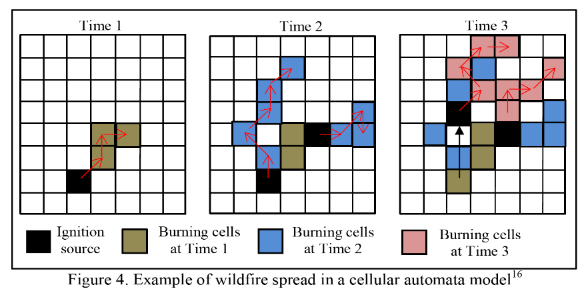 Time 1
Time 2
Time 3
Ignition
source
Burning cells
at Time 1
Burning cells
at Time 2
Burning cells
at Time 3
Figure 4. Example of wildfire spread in a cellular automata model16